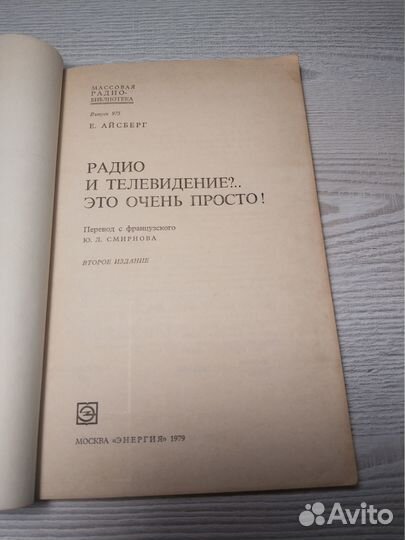 МАССОВАЯ
РАДИО-
БИБЛИОТЕКА
Выпуск 975
Е. АЙСБЕРГ
РАДИО
И ТЕЛЕВИДЕНИЕ?..
ЭТО ОЧЕНЬ ПРОСТО!
Перевод с французского
Ю. Л. СМИРНОВА
ВТОРОЕ ИЗДАНИЕ
МОСКВА «ЭНЕРГИЯ» 1979
Avito